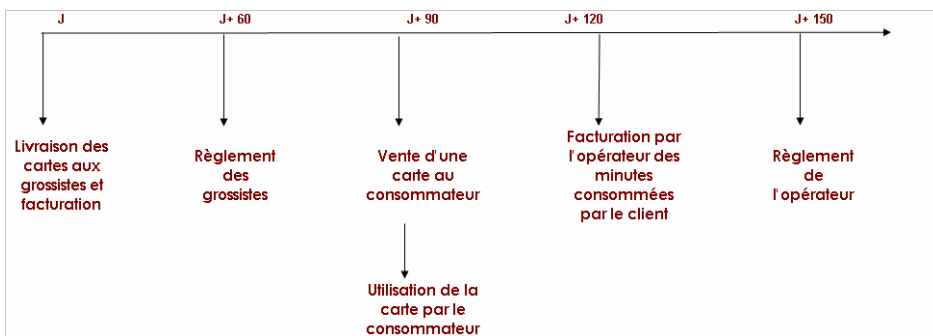 J
J+ 60
J+ 90
J+ 120
J+ 150
Livraison des
cartes aux
grossistes et
facturation
Règlement
des
grossistes
Vente d'une
carte au
consommateur
Facturation par
l'opérateur des
minutes
consommées
par le client
Règlement
de
l'opérateur
Utilisation de la
carte par le
consommateur